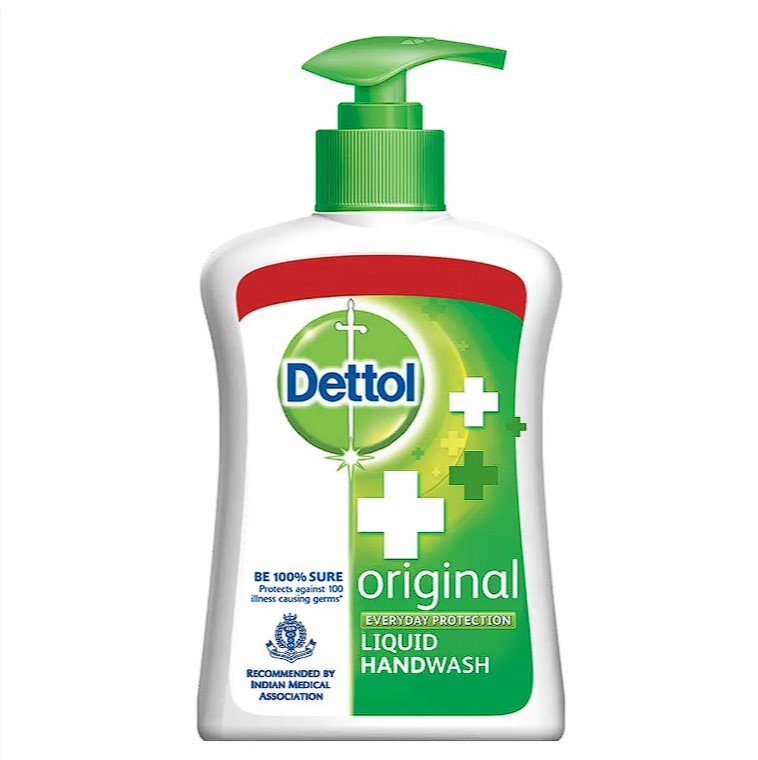 Dettol
BE 100% SURE
Protects against 100
illness causing germs*
RECOMMENDED BY
INDIAN MEDICAL
ASSOCIATION
original
EVERYDAY PROTECTION
LIQUID
HANDWASH